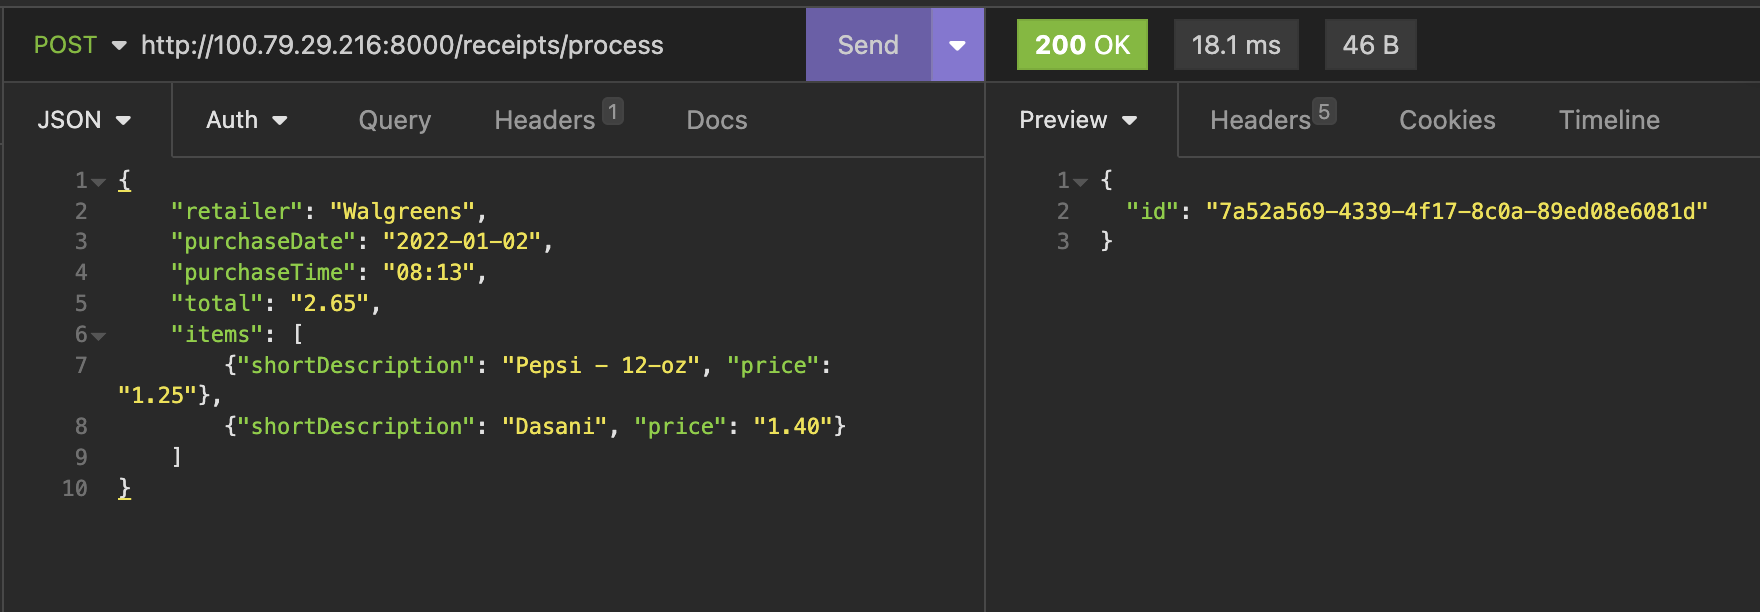 POST http://100.79.29.216:8000/receipts/process Send 200 OK 18.1 ms 46 B
JSON Auth Query Headers 1 Docs
1 {
2 "retailer": "Walgreens",
3 "purchaseDate": "2022-01-02",
4 "purchaseTime": "08:13",
5 "total": "2.65",
6 "items": [
7 {"shortDescription": "Pepsi - 12-oz", "price":
"1.25"},
8 {"shortDescription": "Dasani", "price": "1.40"}
9 ]
10 }
Preview Headers 5 Cookies Timeline
1 {
2 "id": "7a52a569-4339-4f17-8c0a-89ed08e6081d"
3 }